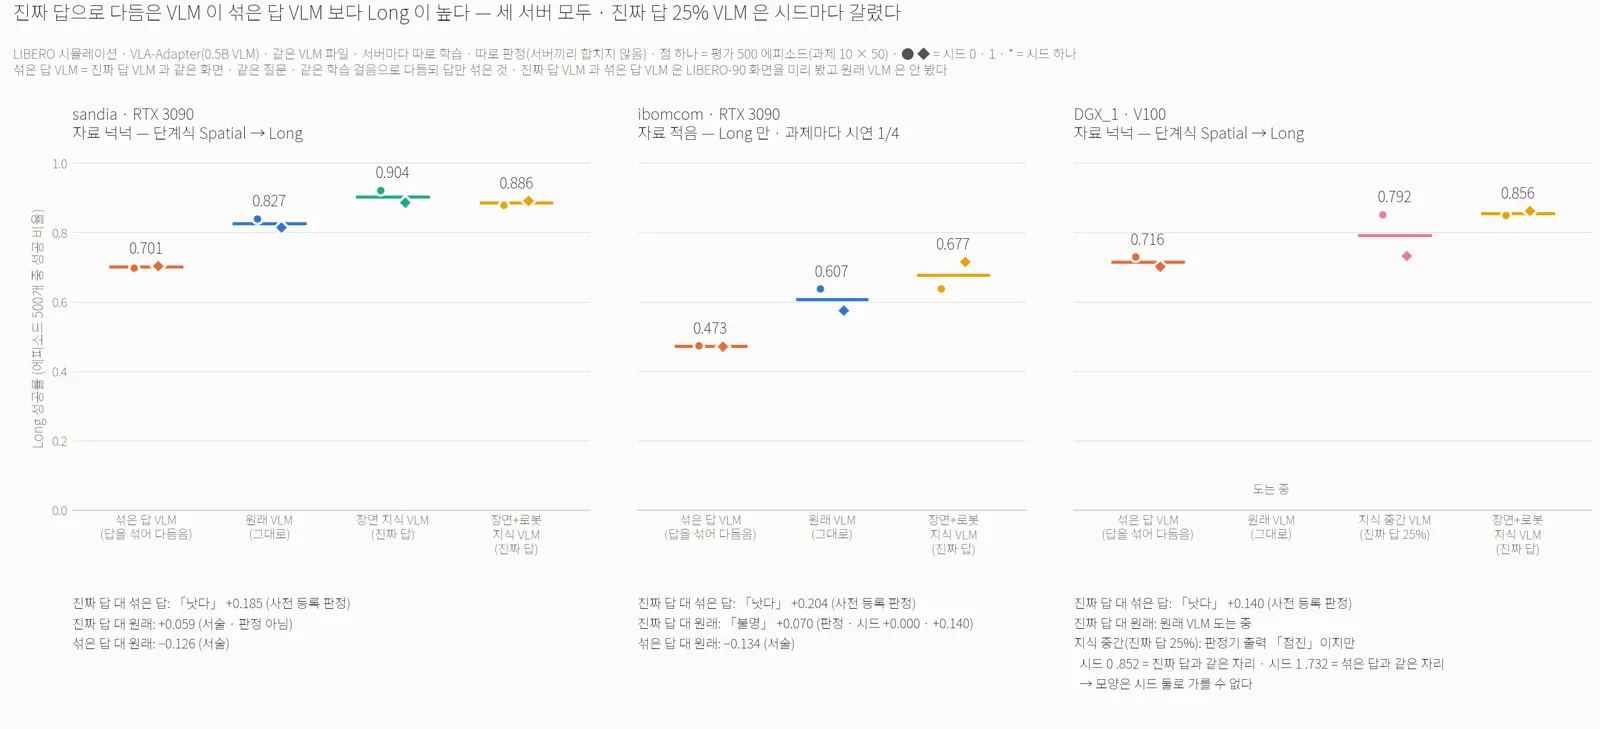 진짜 답으로 다듬은 VLM 이 섞은 답 VLM 보다 Long 이 높다 — 세 서버 모두 · 진짜 답 25% VLM 은 시드마다 갈렸다
LIBERO 시뮬레이션 · VLA-Adapter(0.5B VLM) · 같은 VLM 파일 · 서버마다 따로 학습 · 따로 판정(서버끼리 합치지 않음) · 점 하나 = 평가 500 에피소드(과제 10 × 50) · ● ◆ = 시드 0 · 1 · * = 시드 하나
섞은 답 VLM = 진짜 답 VLM 과 같은 화면 · 같은 질문 · 같은 학습 걸음으로 다듬되 답만 섞은 것 · 진짜 답 VLM 과 섞은 답 VLM 은 LIBERO-90 화면을 미리 봤고 원래 VLM 은 안 봤다
sandia · RTX 3090
자료 넉넉 — 단계식 Spatial → Long
Long 성공률 (에피소드 500개 중 성공 비율)
1.0
0.8
0.6
0.4
0.2
0.0
0.701
0.827
0.904
0.886
섞은 답 VLM
(답을 섞어 다듬음)
원래 VLM
(그대로)
장면 지식 VLM
(진짜 답)
장면+로봇
지식 VLM
(진짜 답)
진짜 답 대 섞은 답: 「낫다」 +0.185 (사전 등록 판정)
진짜 답 대 원래: +0.059 (서술 · 판정 아님)
섞은 답 대 원래: −0.126 (서술)
ibomcom · RTX 3090
자료 적음 — Long 만 · 과제마다 시연 1/4
0.473
0.607
0.677
섞은 답 VLM
(답을 섞어 다듬음)
원래 VLM
(그대로)
장면+로봇
지식 VLM
(진짜 답)
진짜 답 대 섞은 답: 「낫다」 +0.204 (사전 등록 판정)
진짜 답 대 원래: 「불명」 +0.070 (판정 · 시드 +0.000 · +0.140)
섞은 답 대 원래: −0.134 (서술)
DGX_1 · V100
자료 넉넉 — 단계식 Spatial → Long
0.716
도는 중
0.792
0.856
섞은 답 VLM
(답을 섞어 다듬음)
원래 VLM
(그대로)
지식 중간 VLM
(진짜 답 25%)
장면+로봇
지식 VLM
(진짜 답)
진짜 답 대 섞은 답: 「낫다」 +0.140 (사전 등록 판정)
진짜 답 대 원래: 원래 VLM 도는 중
지식 중간(진짜 답 25%): 판정기 출력 「점진」이지만
시드 0 .852 = 진짜 답과 같은 자리 · 시드 1 .732 = 섞은 답과 같은 자리
→ 모양은 시드 둘로 가를 수 없다